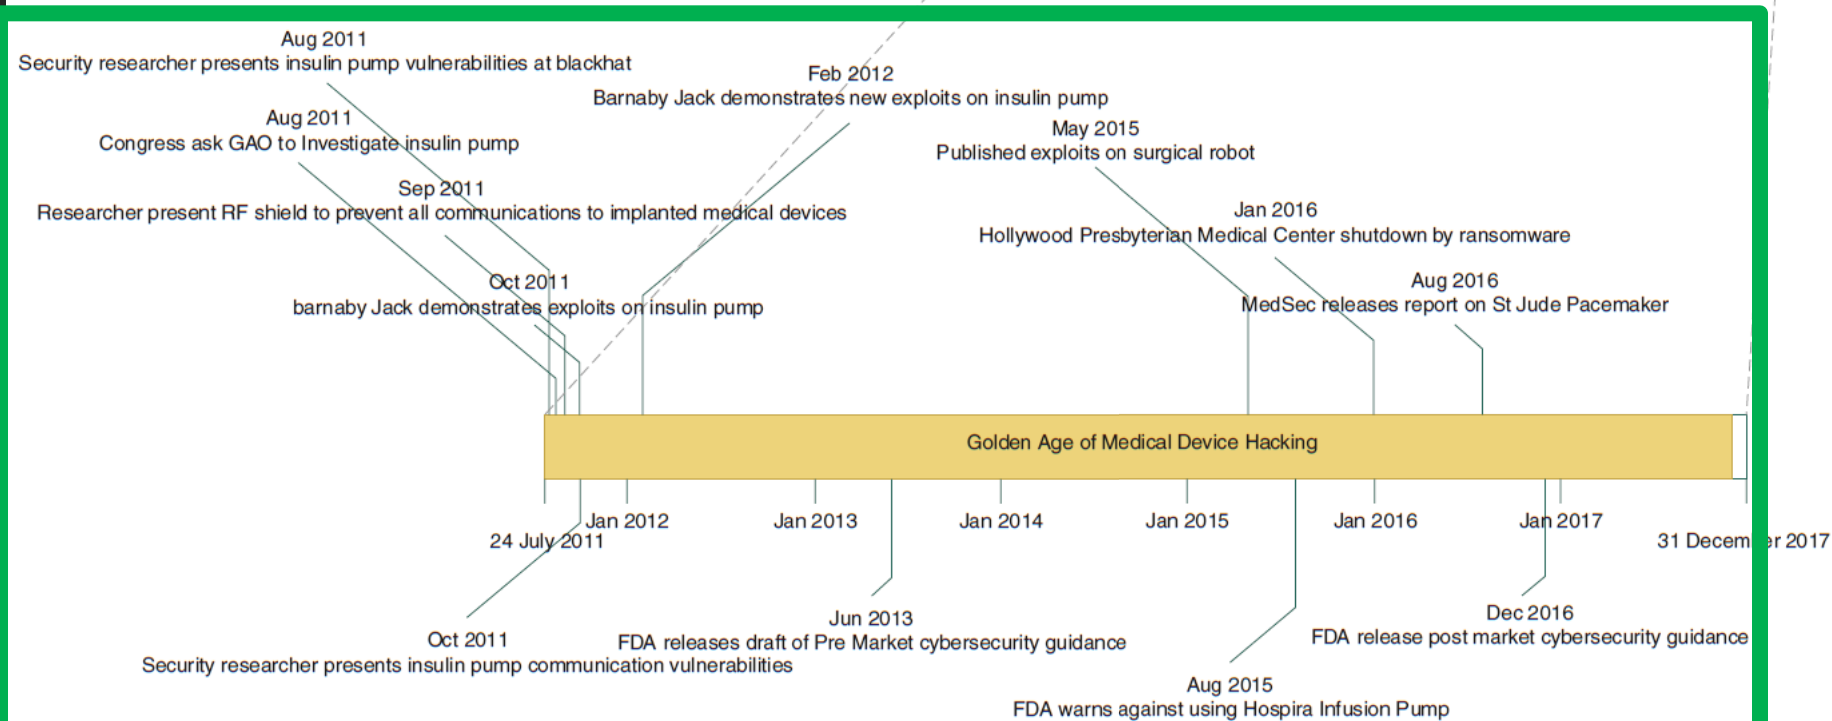 Aug 2011
Security researcher presents insulin pump vulnerabilities at blackhat
Aug 2011
Congress ask GAO to Investigate insulin pump
Sep 2011
Researcher present RF shield to prevent all communications to implanted medical devices
Oct 2011
barnaby Jack demonstrates exploits on insulin pump
Feb 2012
Barnaby Jack demonstrates new exploits on insulin pump
May 2015
Published exploits on surgical robot
Jan 2016
Hollywood Presbyterian Medical Center shutdown by ransomware
Aug 2016
MedSec releases report on St Jude Pacemaker
Golden Age of Medical Device Hacking
24 July 2011
Jan 2012
Jan 2013
Jan 2014
Jan 2015
Jan 2016
Jan 2017
31 December 2017
Oct 2011
Security researcher presents insulin pump communication vulnerabilities
Jun 2013
FDA releases draft of Pre Market cybersecurity guidance
Aug 2015
FDA warns against using Hospira Infusion Pump
Dec 2016
FDA release post market cybersecurity guidance